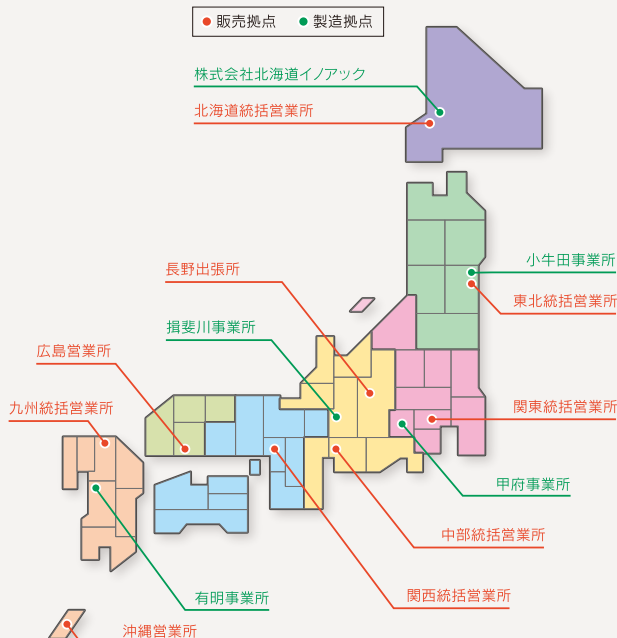 ● 販売拠点 ● 製造拠点
株式会社北海道イノアック
北海道統括営業所
小牛田事業所
長野出張所
東北統括営業所
揖斐川事業所
広島営業所
九州統括営業所
関東統括営業所
甲府事業所
中部統括営業所
関西統括営業所
有明事業所
沖縄営業所